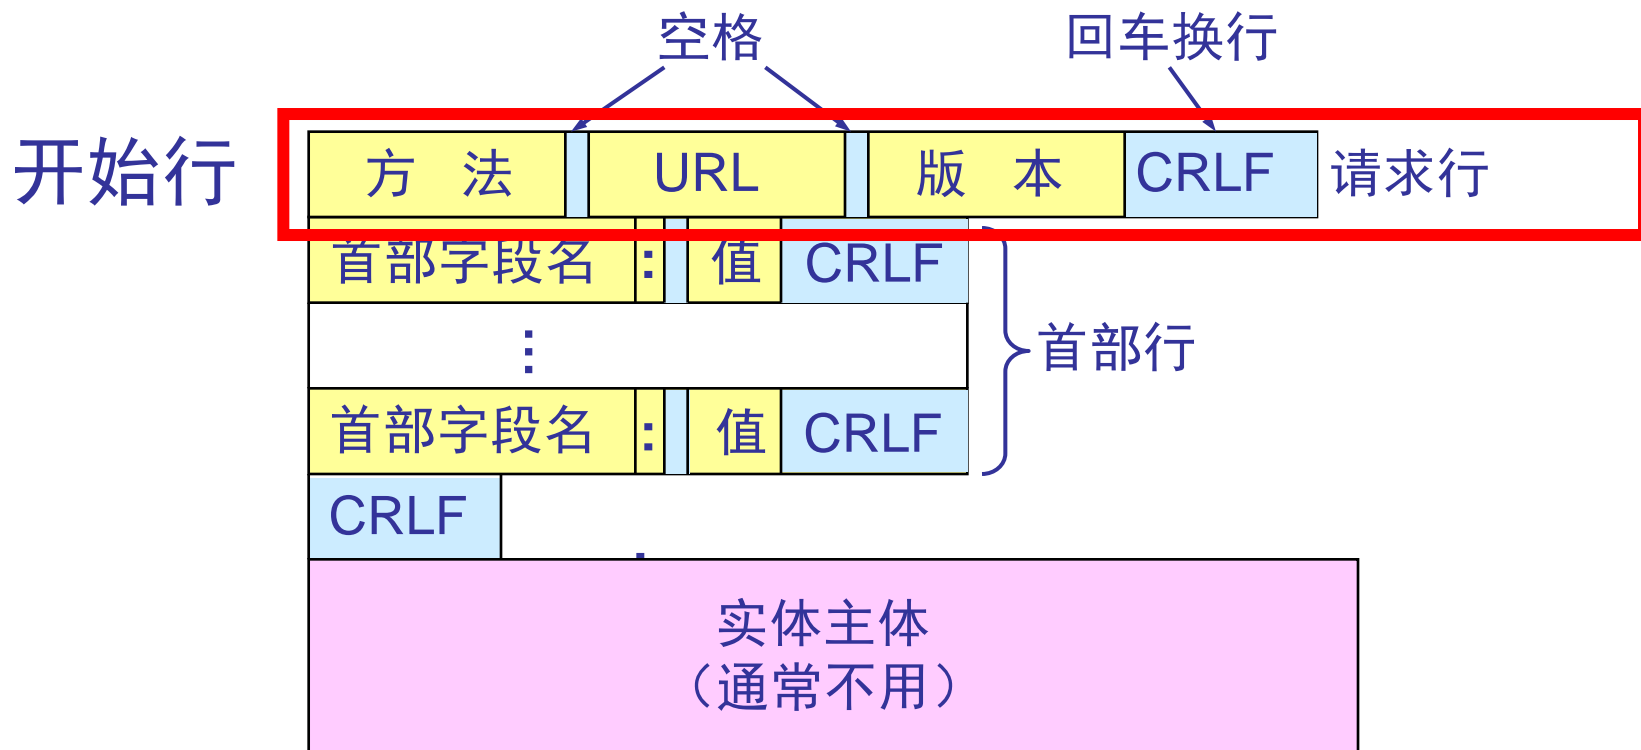 空格 回车换行
开始行 方 法 URL 版 本 CRLF 请求行
首部字段名 : 值 CRLF
⋮ 首部行
首部字段名 : 值 CRLF
CRLF
实体主体
（通常不用）